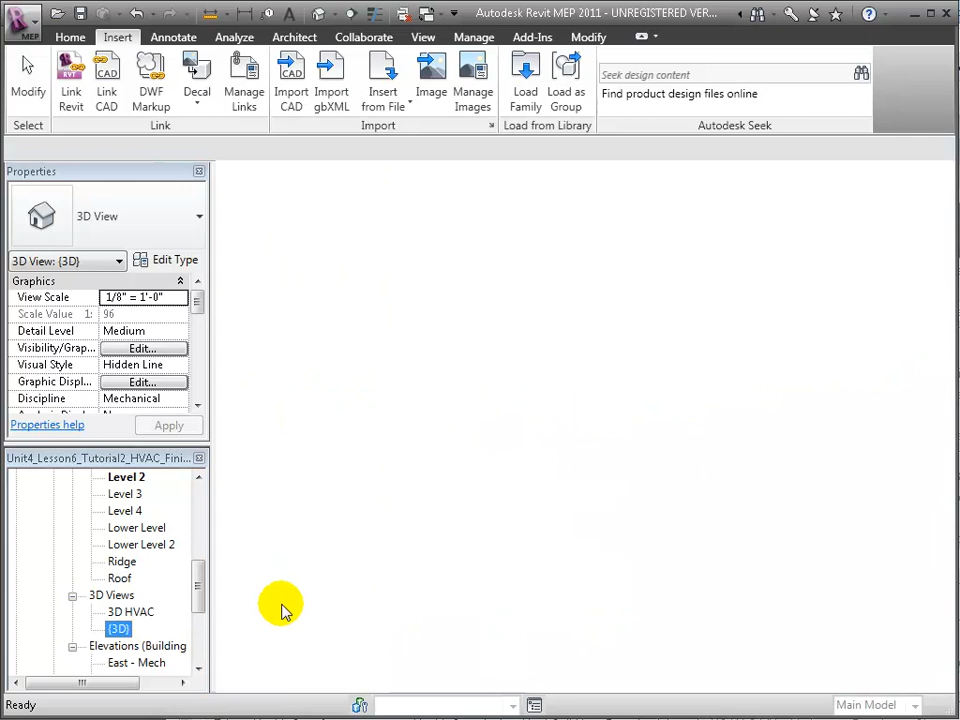 Autodesk Revit MEP 2011 - UNREGISTERED VER...
MEP
Home Insert Annotate Analyze Architect Collaborate View Manage Add-Ins Modify
Modify
Link Revit
Link CAD
DWF Markup
Decal
Manage Links
Import CAD
Import gbXML
Insert from File
Image
Manage Images
Load Family
Load as Group
Seek design content
Find product design files online
Select Link Import Load from Library Autodesk Seek
Properties
3D View
3D View: {3D} Edit Type
Graphics
View Scale 1/8" = 1'-0"
Scale Value 1: 96
Detail Level Medium
Visibility/Grap... Edit...
Visual Style Hidden Line
Graphic Displ... Edit...
Discipline Mechanical
Properties help Apply
Unit4_Lesson6_Tutorial2_HVAC_Fini...
Level 2
Level 3
Level 4
Lower Level
Lower Level 2
Ridge
Roof
3D Views
3D HVAC
{3D}
Elevations (Building
East - Mech
Ready Main Model